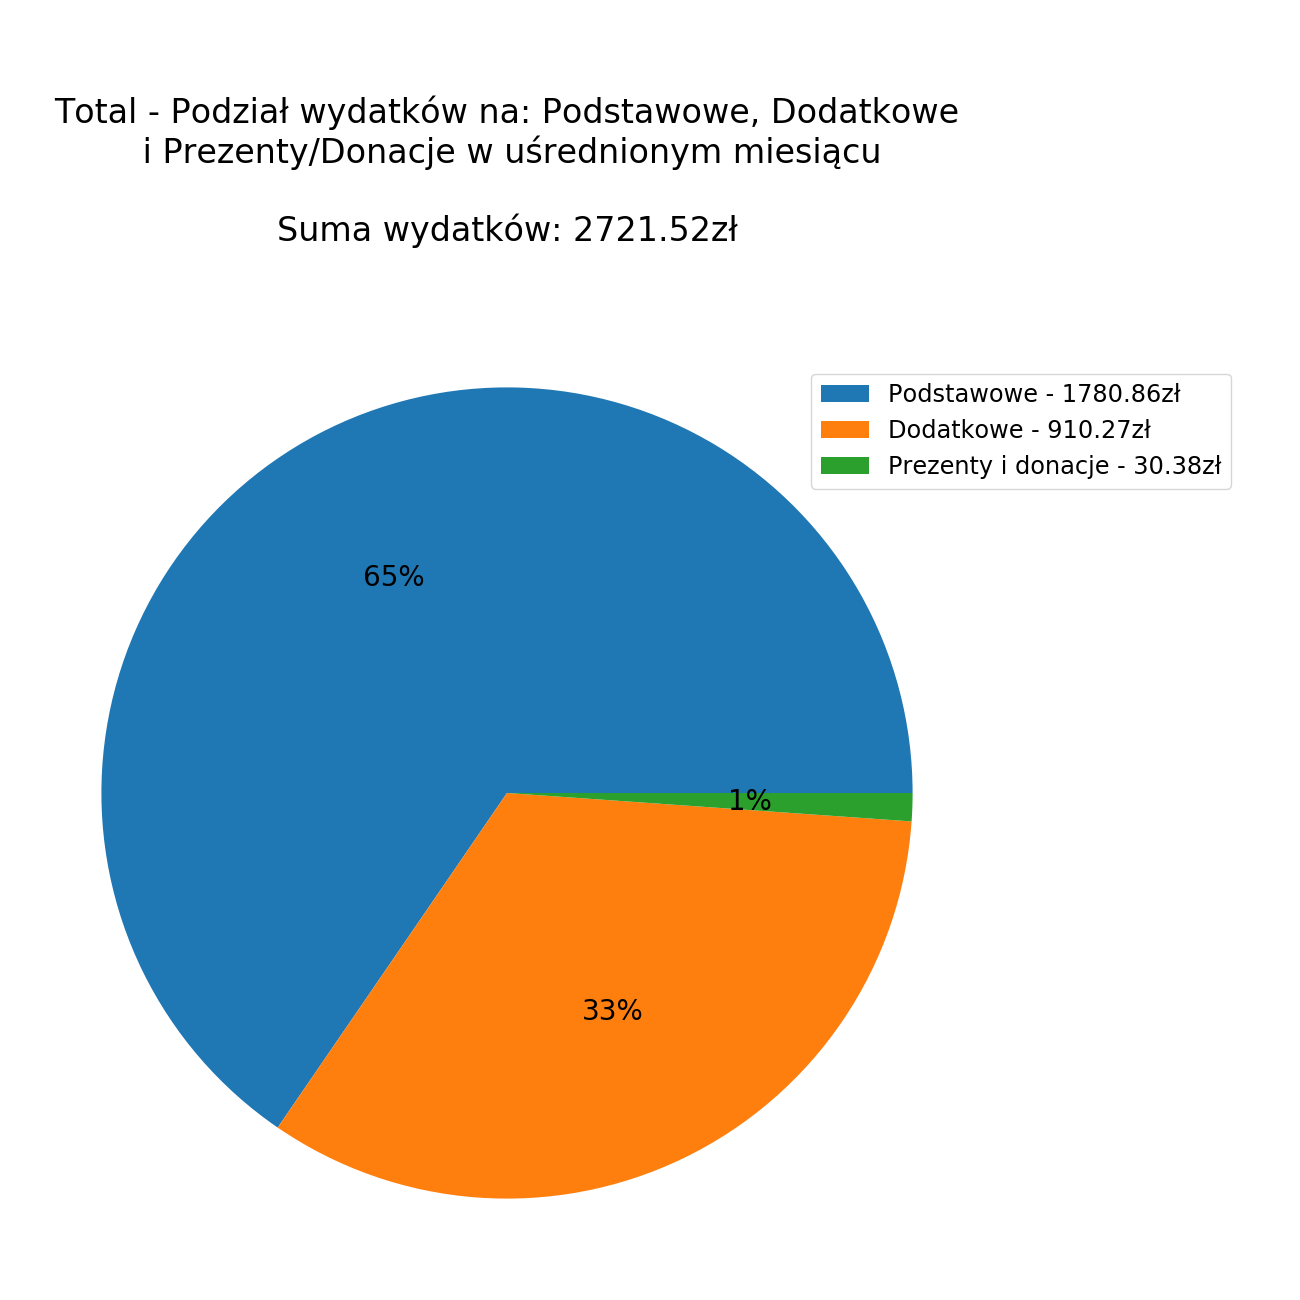 Total - Podział wydatków na: Podstawowe, Dodatkowe
i Prezenty/Donacje w uśrednionym miesiącu
Suma wydatków: 2721.52zł
Podstawowe - 1780.86zł
Dodatkowe - 910.27zł
Prezenty i donacje - 30.38zł
65%
1%
33%